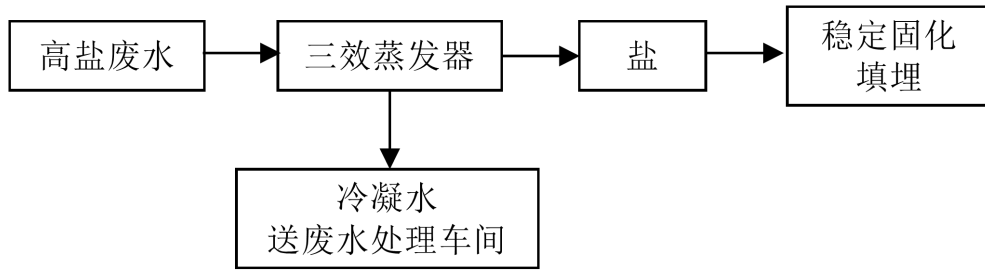 高盐废水
三效蒸发器
盐
稳定固化
填埋
冷凝水
送废水处理车间